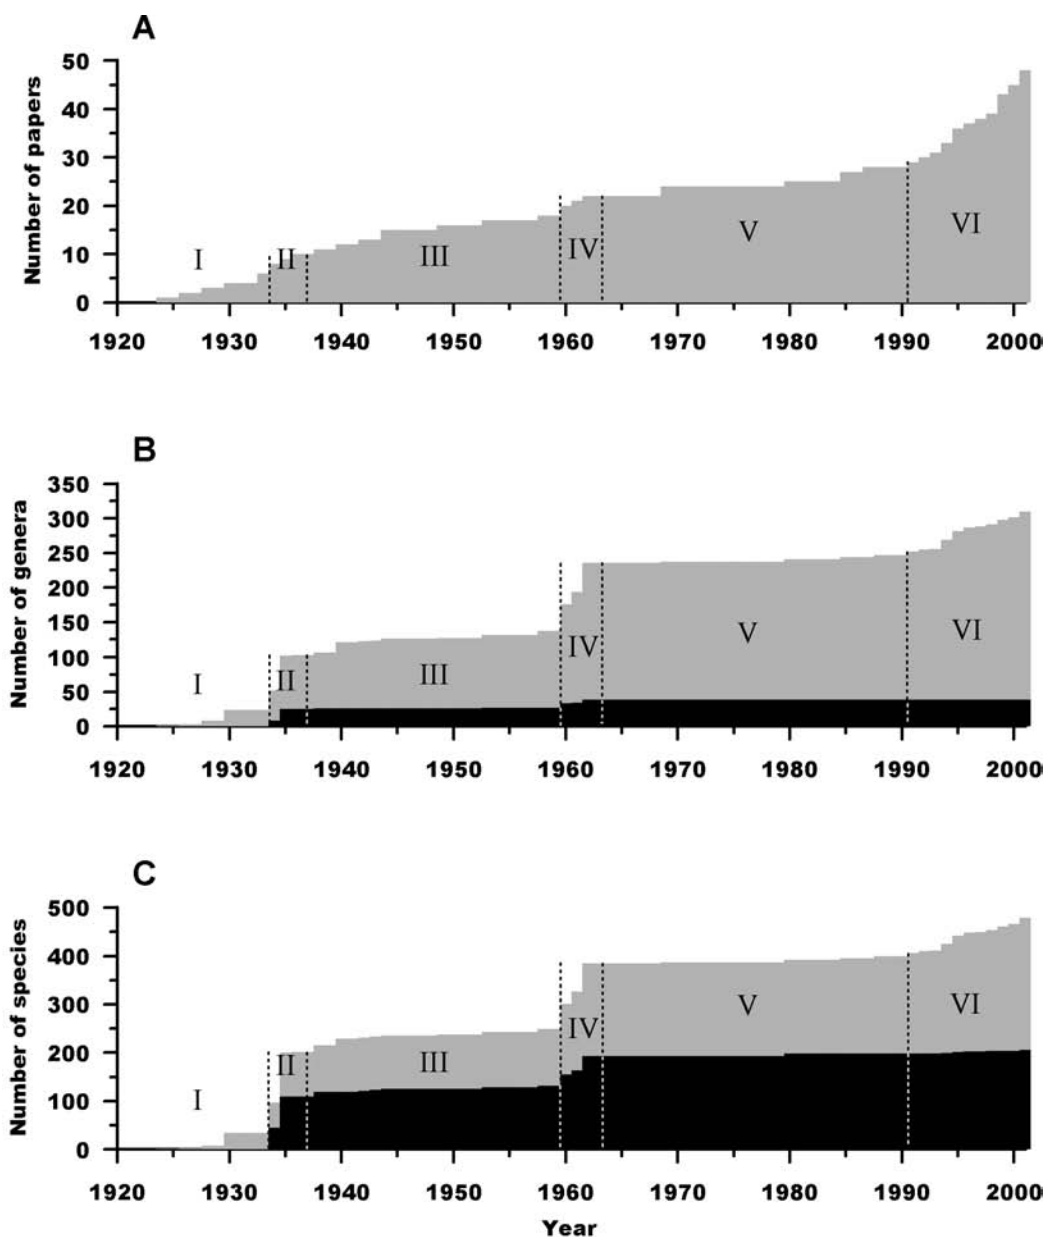 A
Number of papers
50
40
30
20
10
0
I II III IV V VI
1920 1930 1940 1950 1960 1970 1980 1990 2000
B
Number of genera
350
300
250
200
150
100
50
0
I II III IV V VI
1920 1930 1940 1950 1960 1970 1980 1990 2000
C
Number of species
500
400
300
200
100
0
I II III IV V VI
1920 1930 1940 1950 1960 1970 1980 1990 2000
Year